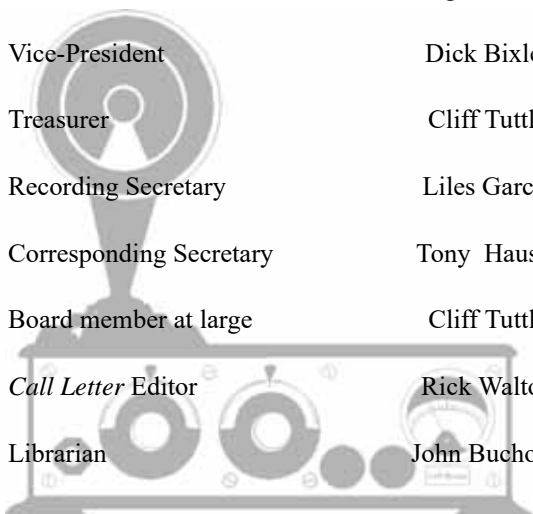 Vice-President Dick Bixl
Treasurer Cliff Tuttl
Recording Secretary Liles Garc
Corresponding Secretary Tony Haus
Board member at large Cliff Tuttl
Call Letter Editor Rick Walto
Librarian John Bucho